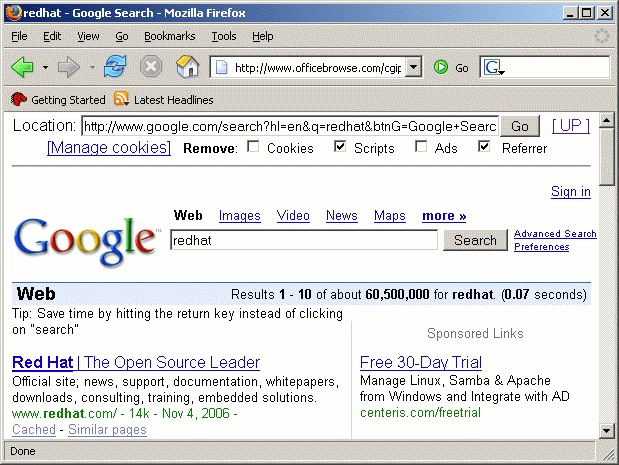 redhat - Google Search - Mozilla Firefox
File Edit View Go Bookmarks Tools Help
http://www.officebrowse.com/cgip Go G
Getting Started Latest Headlines
Location: http://www.google.com/search?hl=en&q=redhat&btnG=Google+Searc Go [ UP ]
[Manage cookies] Remove: Cookies Scripts Ads Referrer
Sign in
Web Images Video News Maps more »
Google™ redhat Search Advanced Search
Preferences
Web Results 1 - 10 of about 60,500,000 for redhat. (0.07 seconds)
Tip: Save time by hitting the return key instead of clicking
on "search"
Sponsored Links
Red Hat | The Open Source Leader
Official site; news, support, documentation, whitepapers,
downloads, consulting, training, embedded solutions.
www.redhat.com/ - 14k - Nov 4, 2006 -
Cached - Similar pages
Free 30-Day Trial
Manage Linux, Samba & Apache
from Windows and Integrate with AD
centeris.com/freetrial
Done